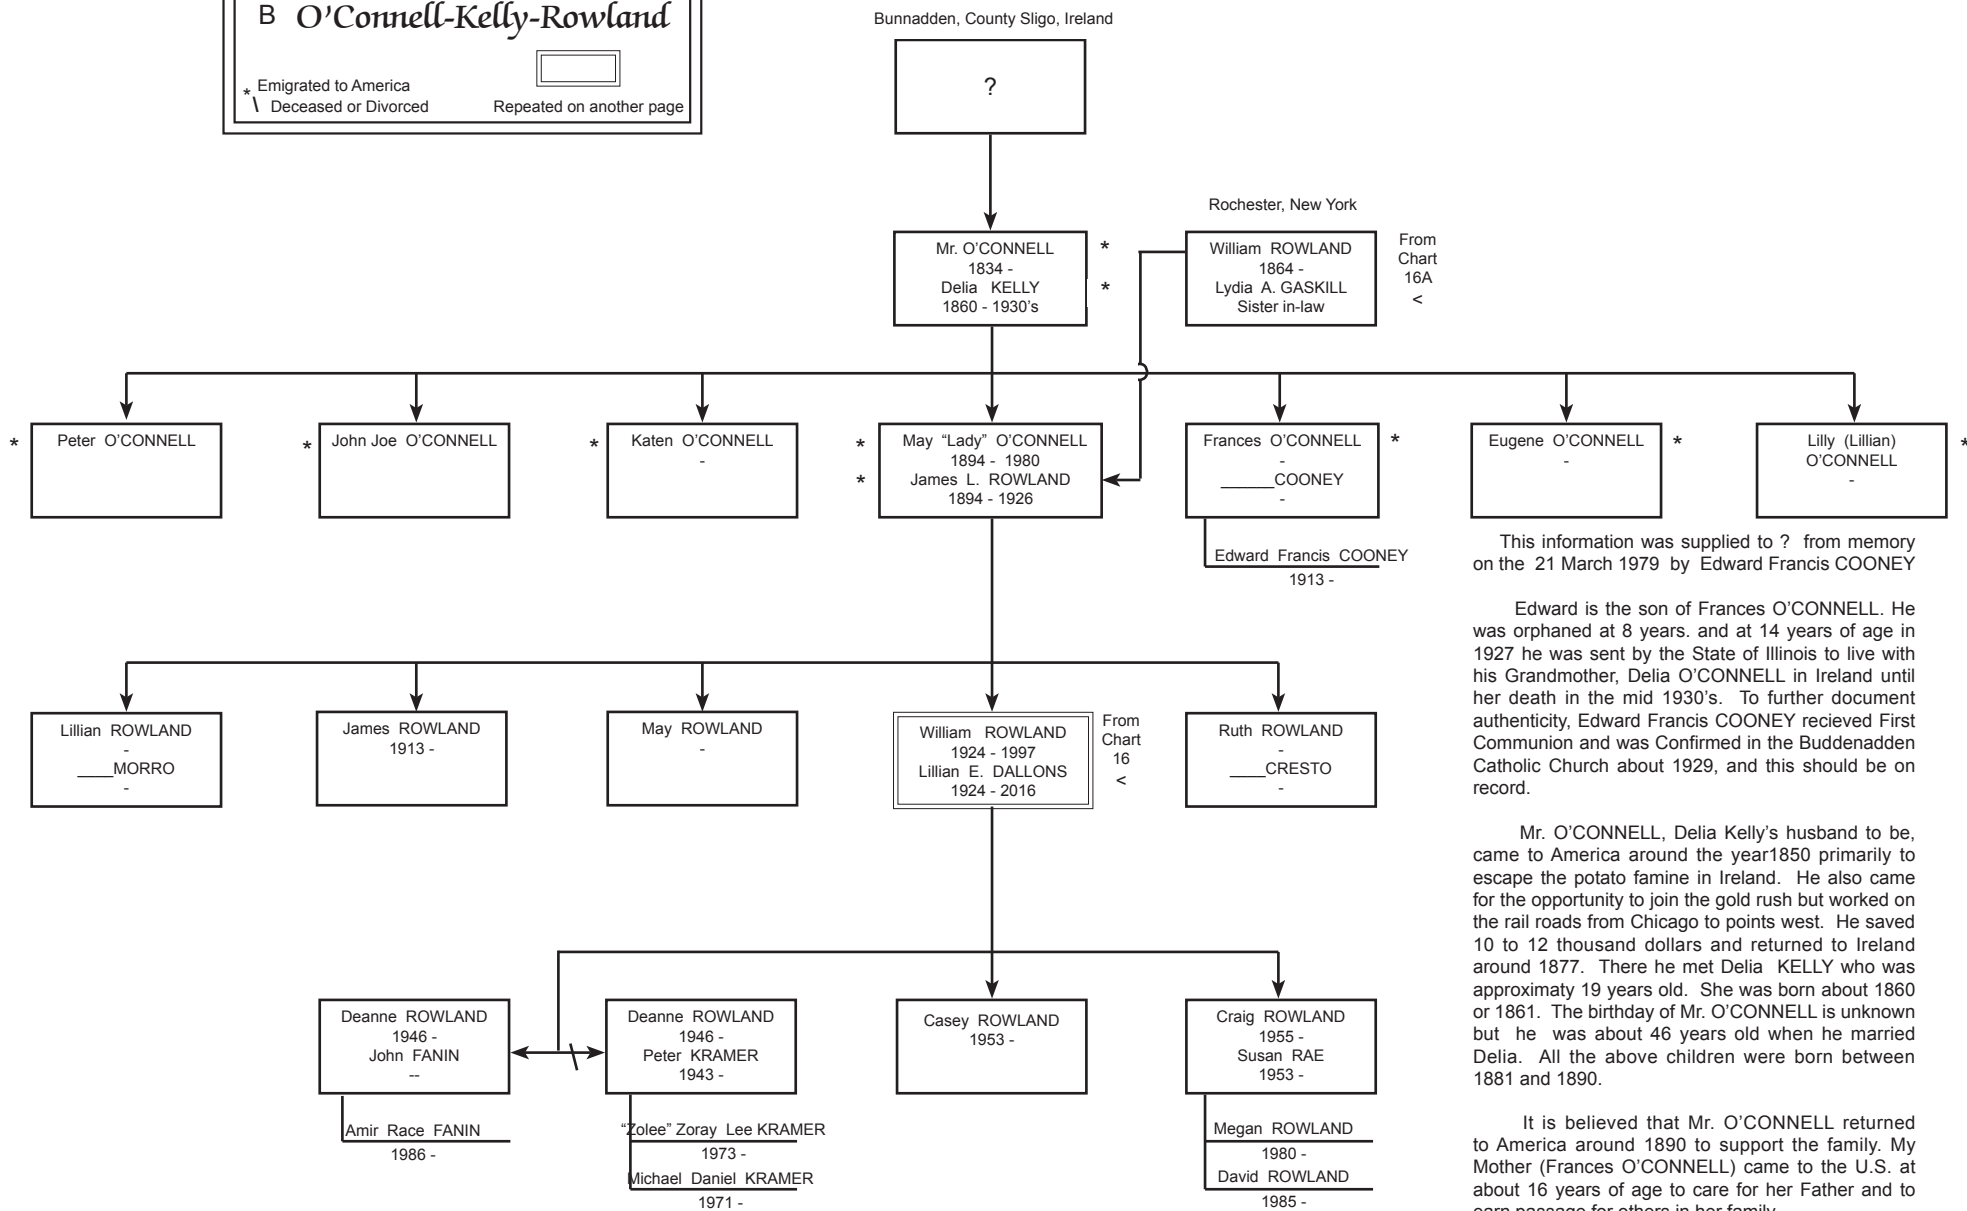 B O’Connell-Kelly-Rowland
* Emigrated to America
\ Deceased or Divorced
Repeated on another page
Bunnadden, County Sligo, Ireland
?
Rochester, New York
Mr. O’CONNELL *
1834 -
Delia KELLY *
1860 - 1930’s
William ROWLAND
1864 -
Lydia A. GASKILL
Sister in-law
From
Chart
16A
<
* Peter O’CONNELL
* John Joe O’CONNELL
* Katen O’CONNELL
-
* May “Lady” O’CONNELL
1894 - 1980
* James L. ROWLAND
1894 - 1926
Frances O’CONNELL *
-
______COONEY
-
Edward Francis COONEY
1913 -
Eugene O’CONNELL *
-
Lilly (Lillian) *
O’CONNELL
-
Lillian ROWLAND
-
____MORRO
-
James ROWLAND
1913 -
May ROWLAND
-
William ROWLAND
1924 - 1997
Lillian E. DALLONS
1924 - 2016
From
Chart
16
<
Ruth ROWLAND
-
____CRESTO
-
Deanne ROWLAND
1946 -
John FANIN
--
Amir Race FANIN
1986 -
\
Deanne ROWLAND
1946 -
Peter KRAMER
1943 -
“Zolee” Zoray Lee KRAMER
1973 -
Michael Daniel KRAMER
1971 -
Casey ROWLAND
1953 -
Craig ROWLAND
1955 -
Susan RAE
1953 -
Megan ROWLAND
1980 -
David ROWLAND
1985 -
This information was supplied to ? from memory
on the 21 March 1979 by Edward Francis COONEY
Edward is the son of Frances O’CONNELL. He
was orphaned at 8 years. and at 14 years of age in
1927 he was sent by the State of Illinois to live with
his Grandmother, Delia O’CONNELL in Ireland until
her death in the mid 1930’s. To further document
authenticity, Edward Francis COONEY recieved First
Communion and was Confirmed in the Buddenadden
Catholic Church about 1929, and this should be on
record.
Mr. O’CONNELL, Delia Kelly’s husband to be,
came to America around the year1850 primarily to
escape the potato famine in Ireland. He also came
for the opportunity to join the gold rush but worked on
the rail roads from Chicago to points west. He saved
10 to 12 thousand dollars and returned to Ireland
around 1877. There he met Delia KELLY who was
approximaty 19 years old. She was born about 1860
or 1861. The birthday of Mr. O’CONNELL is unknown
but he was about 46 years old when he married
Delia. All the above children were born between
1881 and 1890.
It is believed that Mr. O’CONNELL returned
to America around 1890 to support the family. My
Mother (Frances O’CONNELL) came to the U.S. at
about 16 years of age to care for her Father and to
earn passage for others in her family.